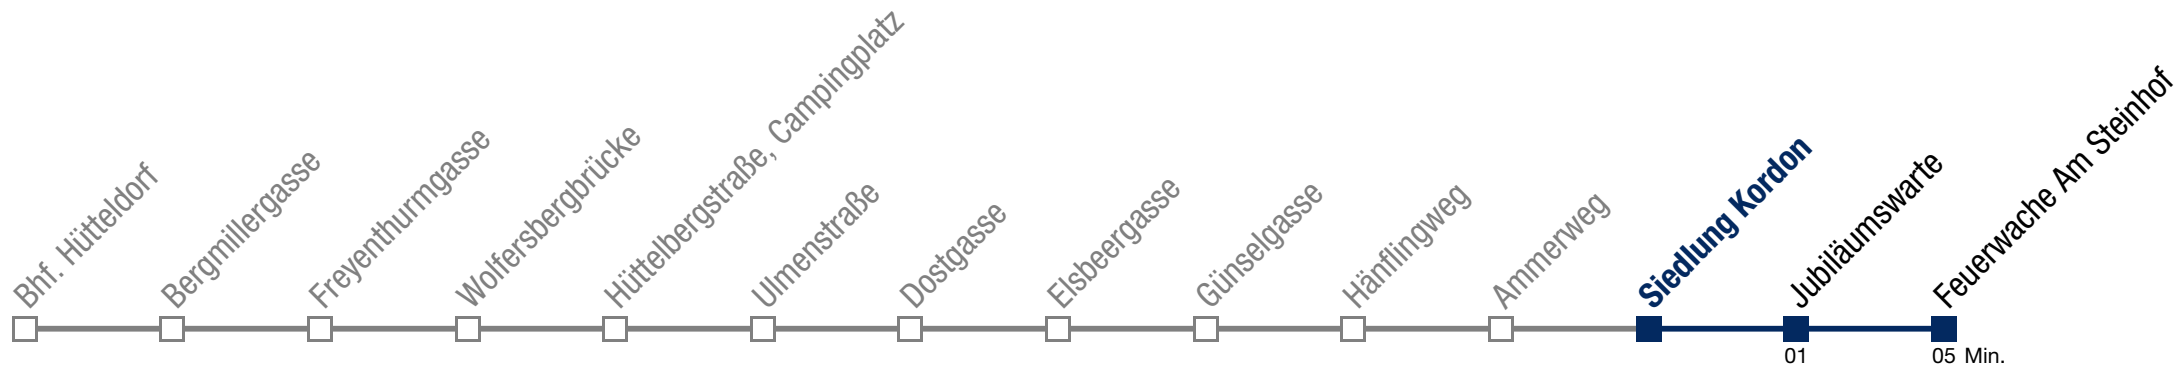 Bhf. Hütteldorf
Bergmillergasse
Freyenthurmgasse
Wolfersbergbrücke
Hüttelbergstraße, Campingplatz
Ulmenstraße
Dostgasse
Elsbeergasse
Günselgasse
Hänflingweg
Ammerweg
Siedlung Kordon
Jubiläumswarte
Feuerwache Am Steinhof
01
05 Min.